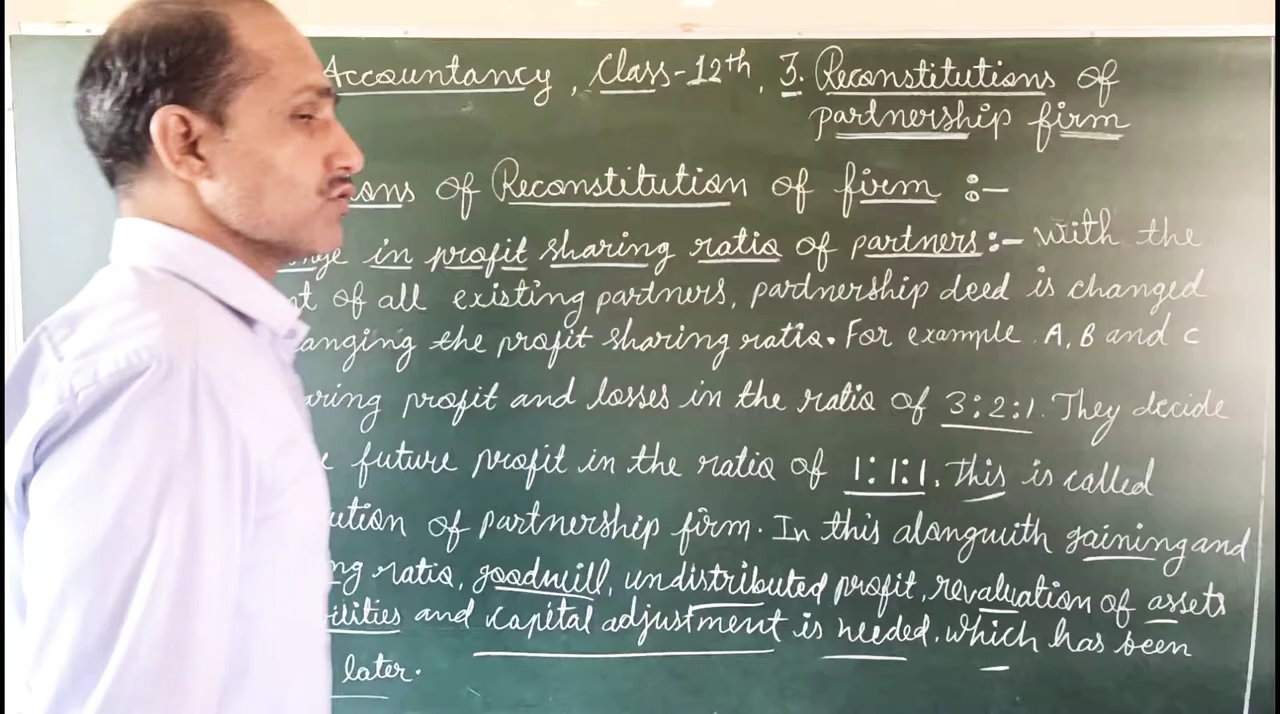 Accountancy, Class-12th, 3. Reconstitutions of
partnership firm
of Reconstitution of firm :-
in profit sharing ratio of partners:- with the
of all existing partners, partnership deed is changed
the profit sharing ratio. For example A, B and C
profit and losses in the ratio of 3:2:1. They decide
future profit in the ratio of 1:1:1. This is called
of partnership firm. In this alongwith gaining and
ratio, goodwill, undistributed profit, revaluation of assets
and capital adjustment is needed. which has been
later.